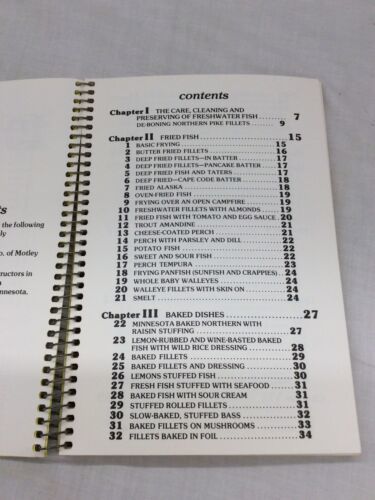 ts
the following
ly
o. of Motley
uctors in
nnesota.
contents
Chapter I THE CARE, CLEANING AND
PRESERVING OF FRESHWATER FISH 7
DE-BONING NORTHERN PIKE FILLETS 9
Chapter II FRIED FISH 15
1 BASIC FRYING 15
2 BUTTER FRIED FILLETS 16
3 DEEP FRIED FILLETS—IN BATTER 17
4 DEEP FRIED FILLETS—PANCAKE BATTER 17
5 DEEP FRIED FISH AND TATERS 17
6 DEEP FRIED—CAPE CODE BATTER 18
7 FRIED ALASKA 18
8 OVEN-FRIED FISH 19
9 FRYING OVER AN OPEN CAMPFIRE 19
10 FRESHWATER FILLETS WITH ALMONDS 19
11 FRIED FISH WITH TOMATO AND EGG SAUCE 20
12 TROUT AMANDINE 21
13 CHEESE-COATED PERCH 21
14 PERCH WITH PARSLEY AND DILL 22
15 POTATO FISH 22
16 SWEET AND SOUR FISH 22
17 PERCH TEMPURA 23
18 FRYING PANFISH (SUNFISH AND CRAPPIES) 24
19 WHOLE BABY WALLEYES 24
20 WALLEYE FILLETS WITH SKIN ON 24
21 SMELT 24
Chapter III BAKED DISHES 27
22 MINNESOTA BAKED NORTHERN WITH
RAISIN STUFFING 27
23 LEMON-RUBBED AND WINE-BASTED BAKED
FISH WITH WILD RICE DRESSING 28
24 BAKED FILLETS 29
25 BAKED FILLETS AND DRESSING 30
26 LEMONS STUFFED FISH 30
27 FRESH FISH STUFFED WITH SEAFOOD 31
28 BAKED FISH WITH SOUR CREAM 31
29 STUFFED ROLLED FILLETS 31
30 SLOW-BAKED, STUFFED BASS 32
31 BAKED FILLETS ON MUSHROOMS 33
32 FILLETS BAKED IN FOIL 34